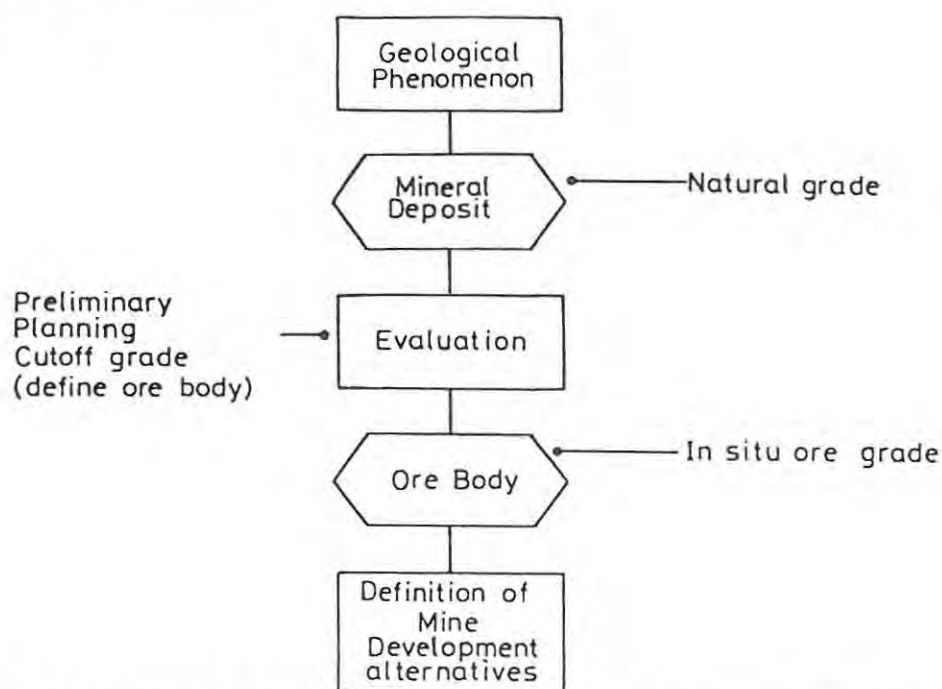 Geological
Phenomenon
Mineral
Deposit
Natural grade
Preliminary
Planning
Cutoff grade
(define ore body)
Evaluation
In situ ore grade
Ore Body
Definition of
Mine
Development
alternatives